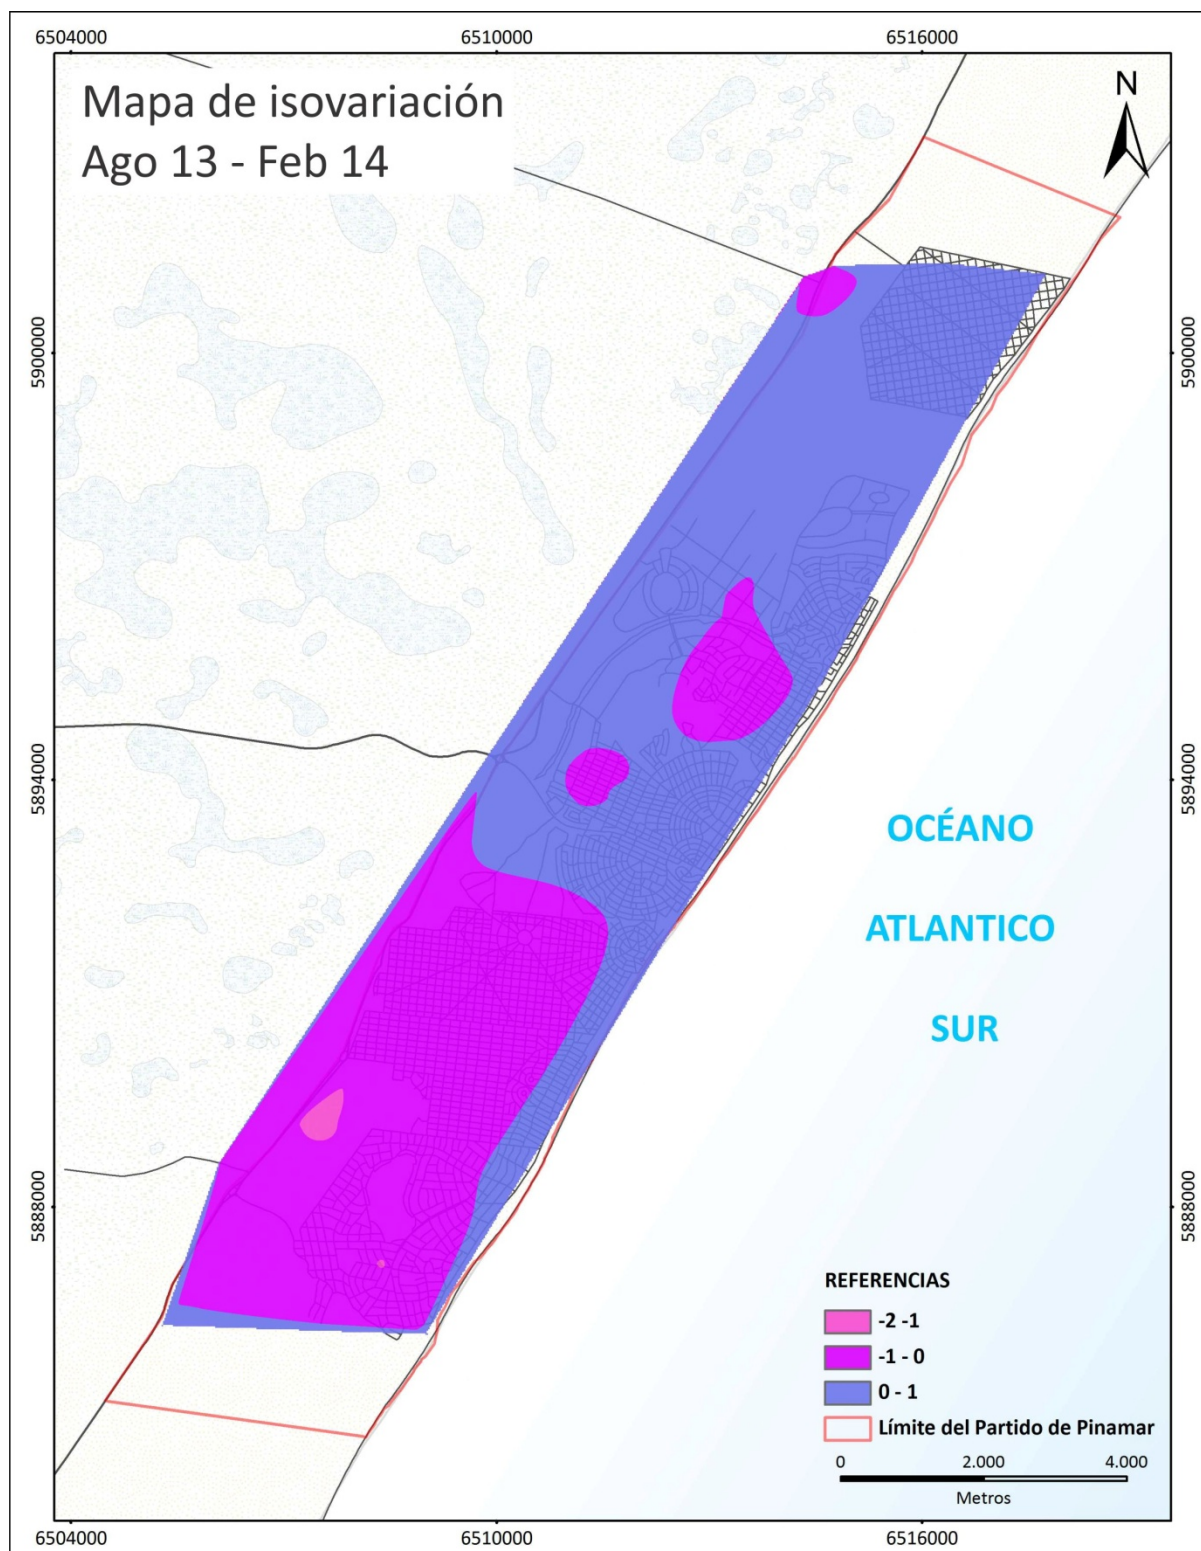 6504000
6510000
6516000
Mapa de isovariación
Ago 13 - Feb 14
N
5900000
5900000
5894000
5894000
OCÉANO
ATLANTICO
SUR
5888000
5888000
REFERENCIAS
-2 -1
-1 - 0
0 - 1
Límite del Partido de Pinamar
0 2.000 4.000
Metros
6504000
6510000
6516000